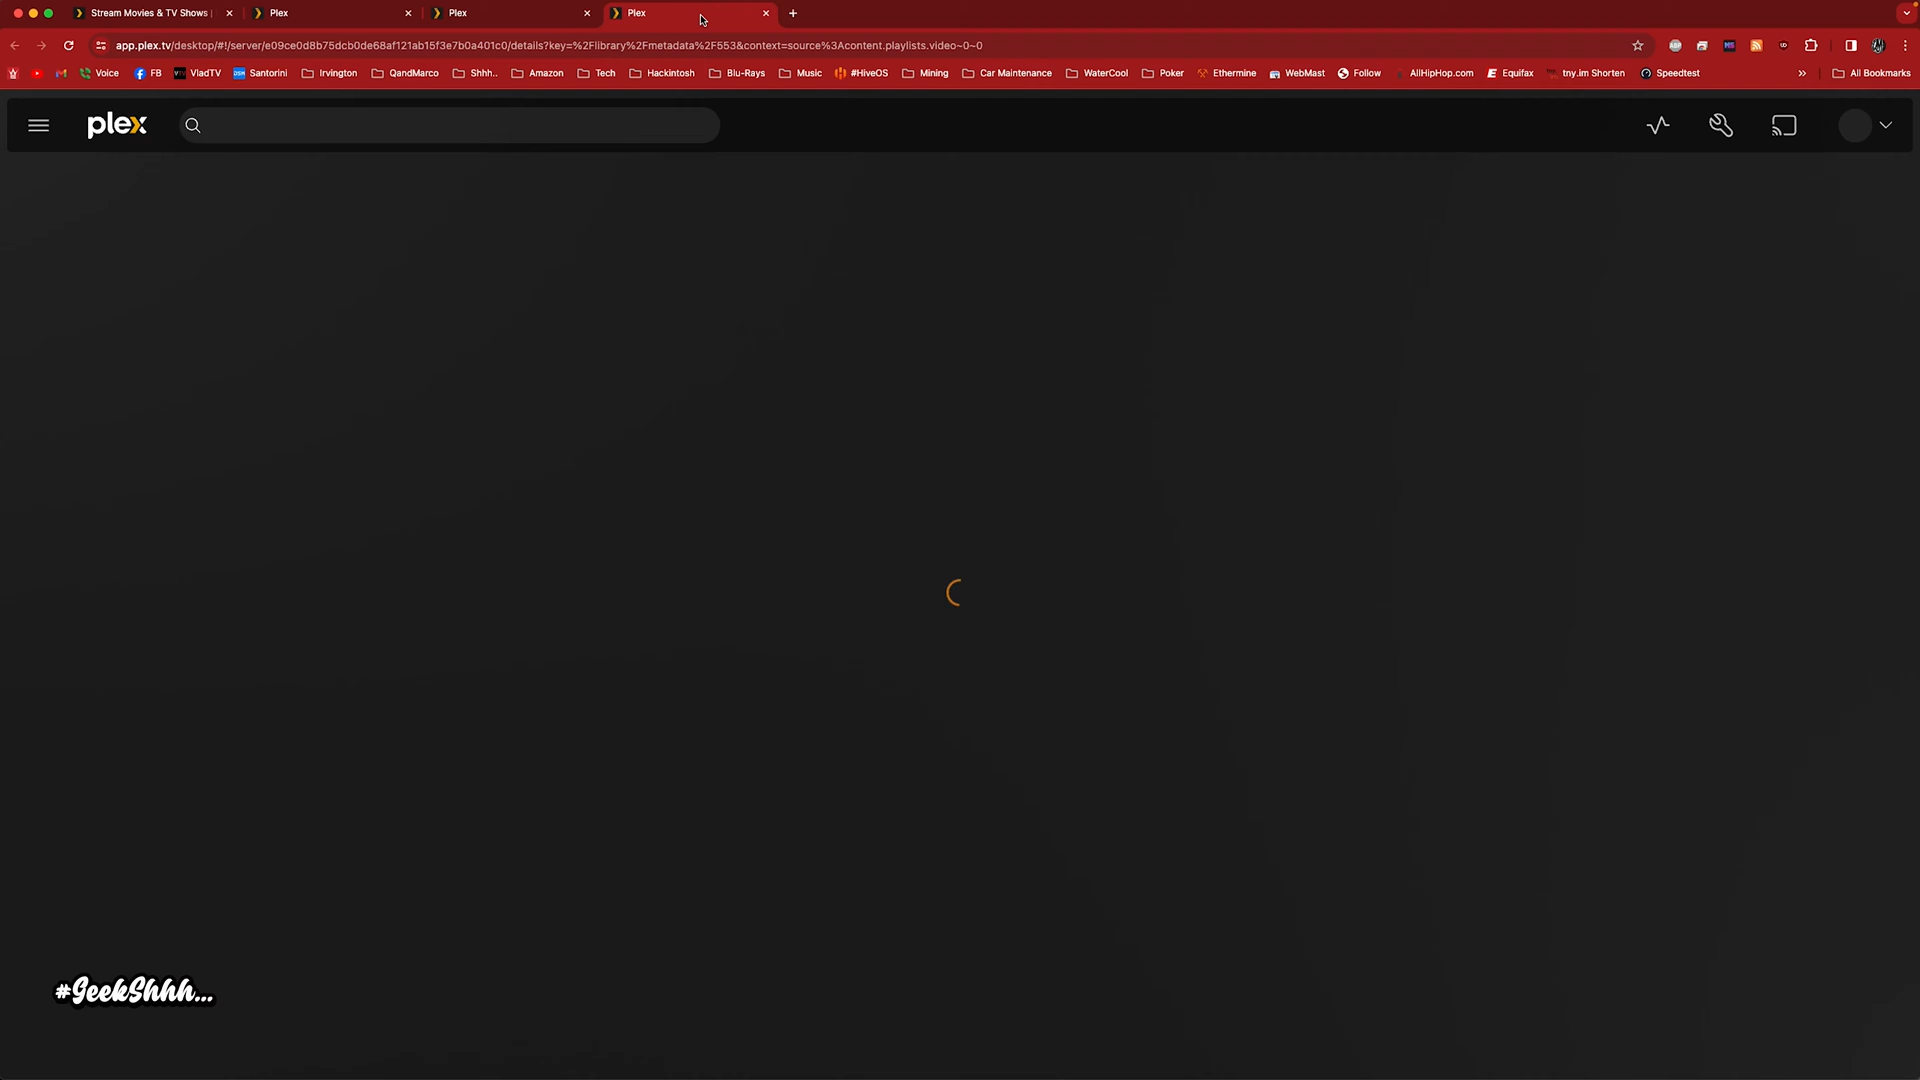 Stream Movies & TV Shows |
Plex
Plex
Plex
app.plex.tv/desktop/#!/server/e09ce0d8b75dcb0de68af121ab15f3e7b0a401c0/details?key=%2Flibrary%2Fmetadata%2F553&context=source%3Acontent.playlists.video~0~0
Voice FB VladTV Santorini Irvington QandMarco Shhh.. Amazon Tech Hackintosh Blu-Rays Music #HiveOS Mining Car Maintenance WaterCool Poker Ethermine WebMast Follow AllHipHop.com Equifax tny.im Shorten Speedtest » All Bookmarks
plex
#GeekShhh...